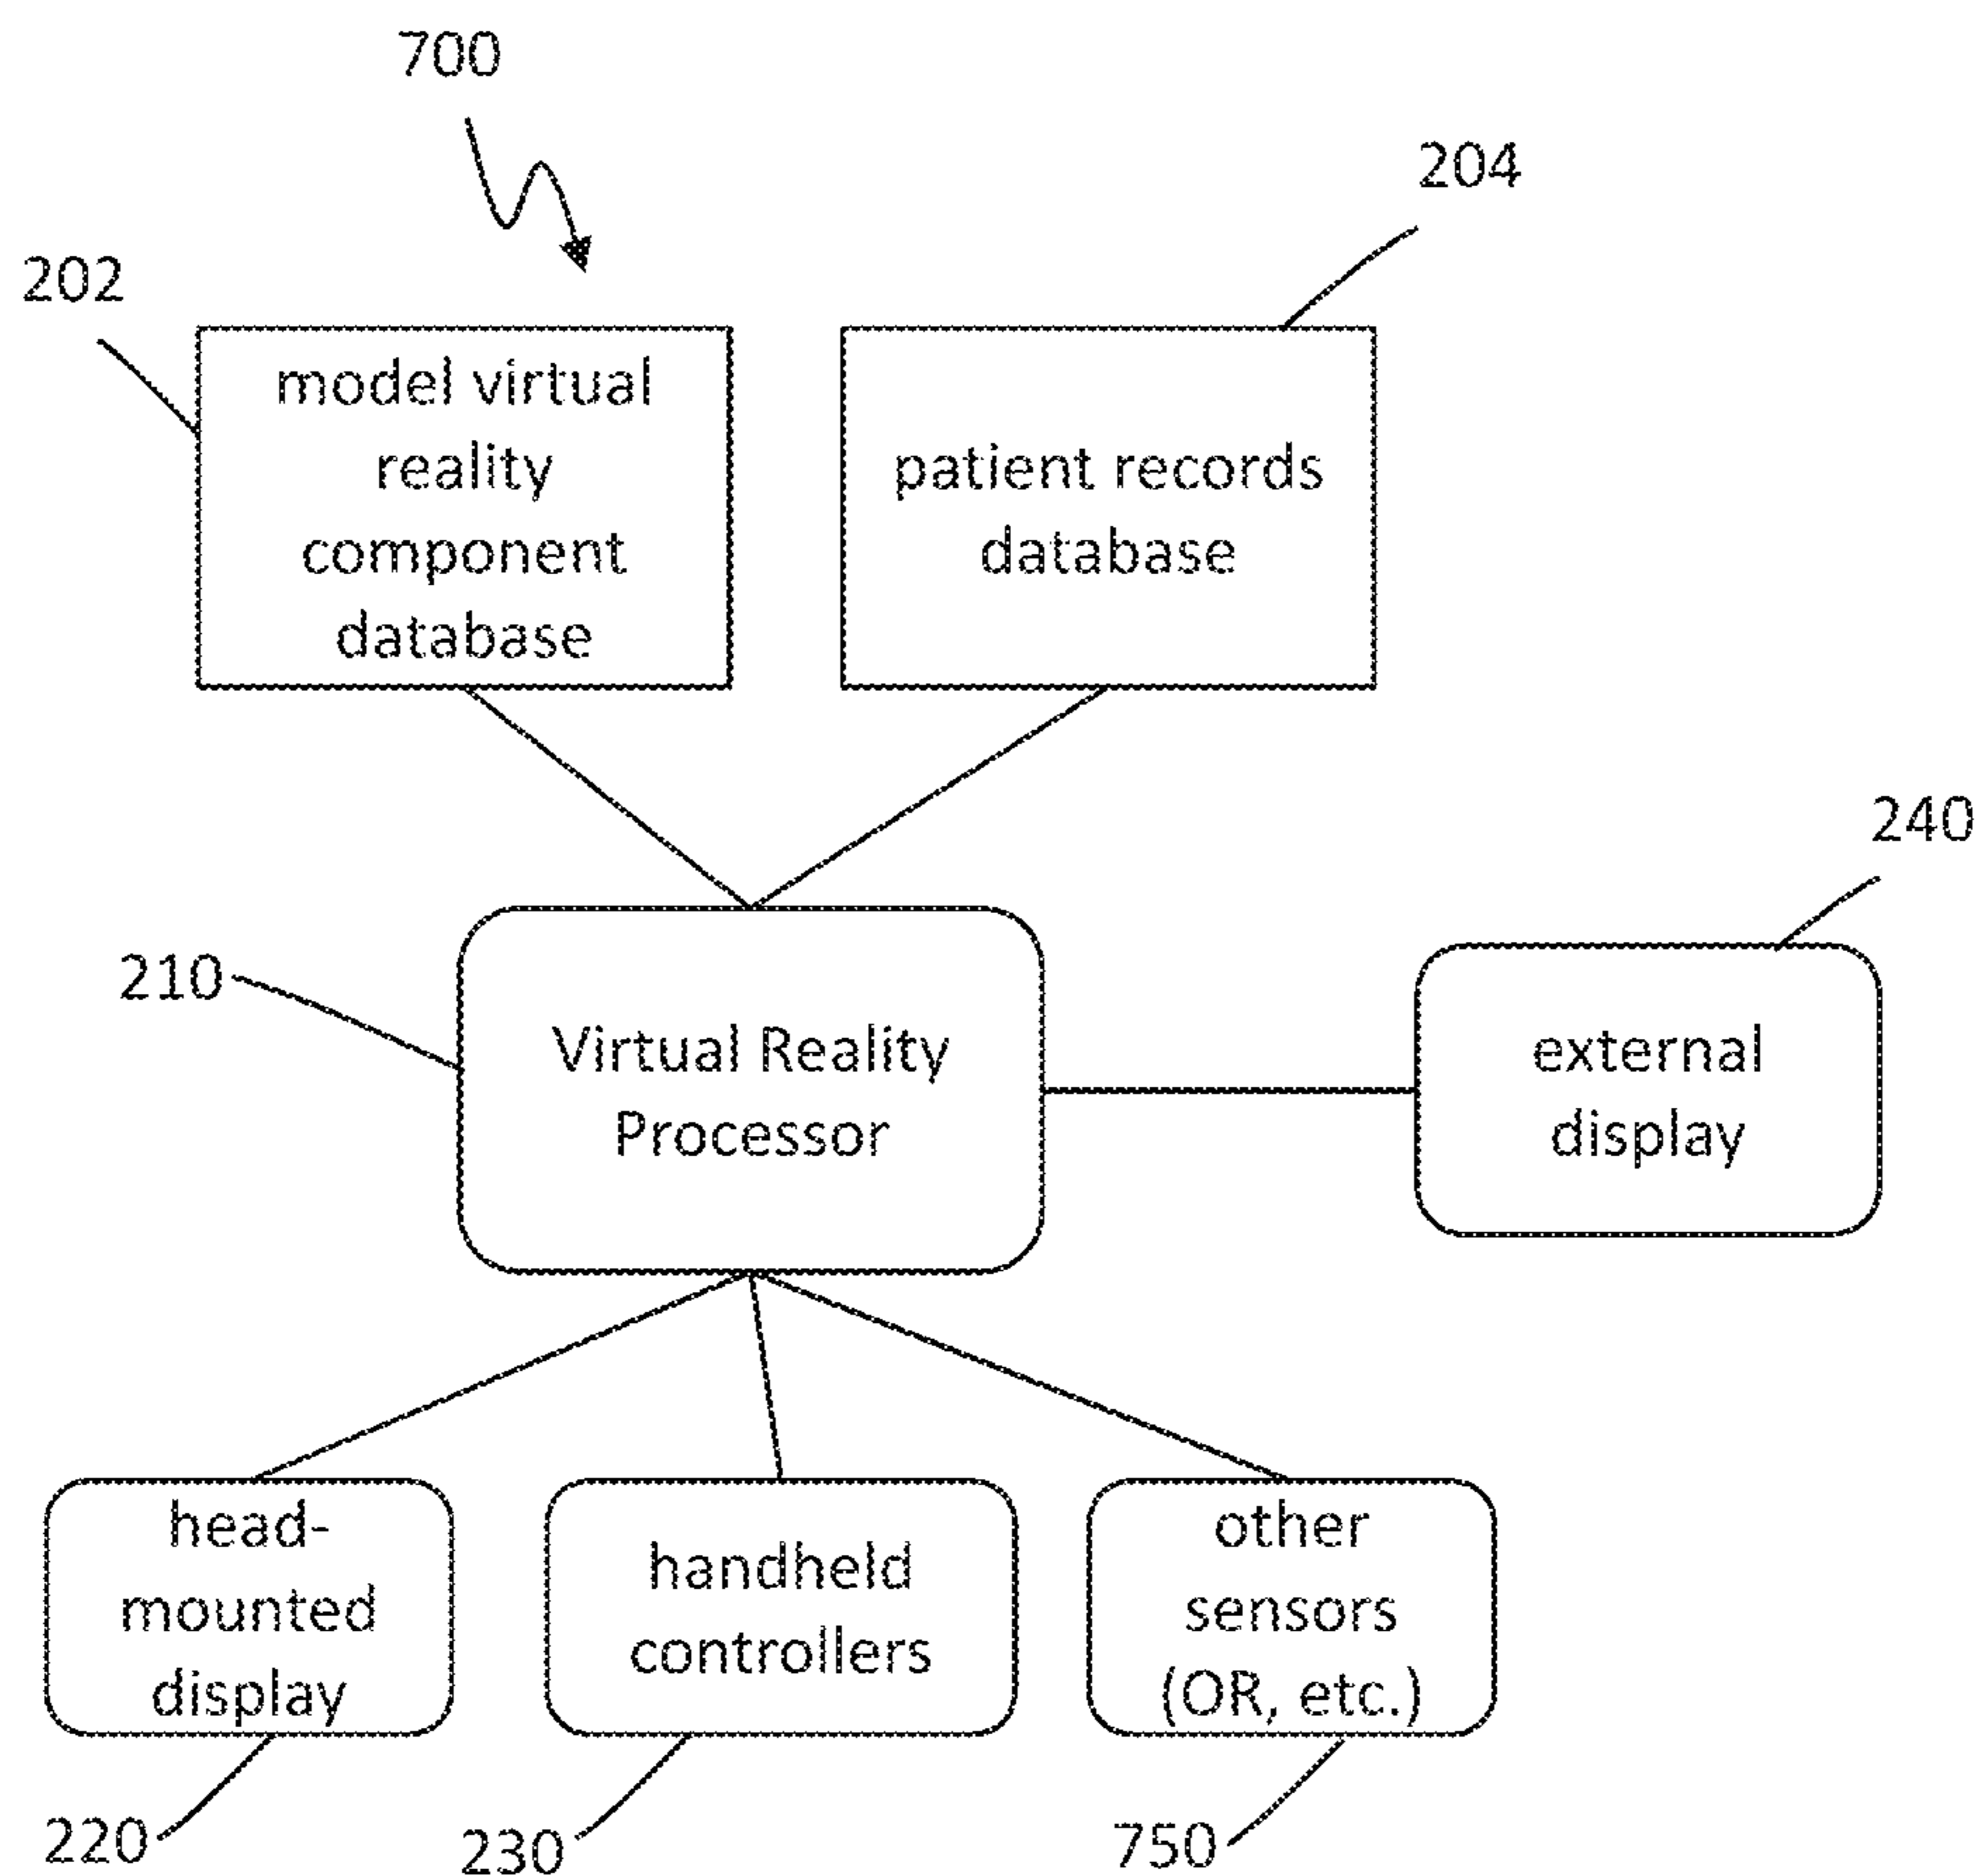 700
204
202
model virtual
reality
component
database
patient records
database
240
210
Virtual Reality
Processor
external
display
head-
mounted
display
handheld
controllers
other
sensors
(OR, etc.)
220
230
750